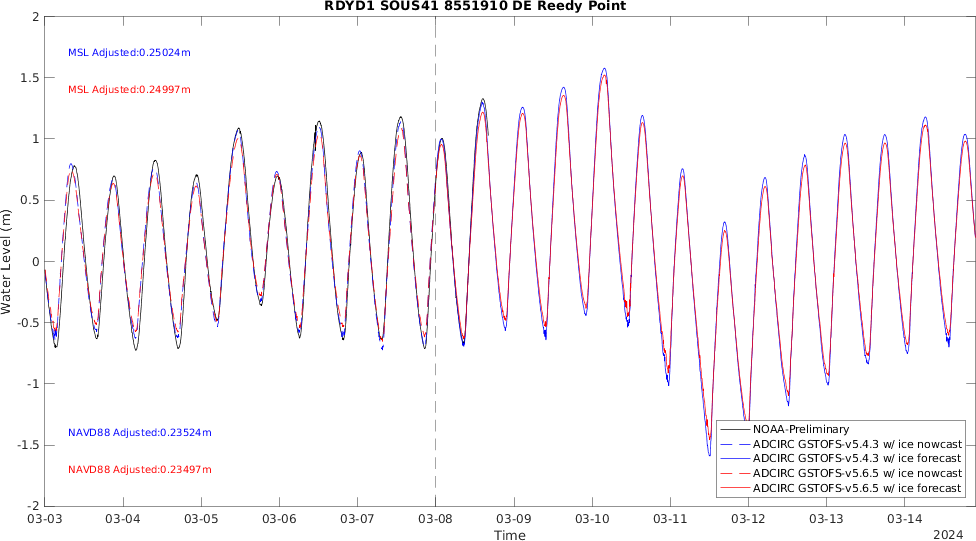 RDYD1 SOUS41 8551910 DE Reedy Point
2
1.5
1
0.5
0
-0.5
-1
-1.5
-2
Water Level (m)
MSL Adjusted:0.25024m
MSL Adjusted:0.24997m
NAVD88 Adjusted:0.23524m
NAVD88 Adjusted:0.23497m
NOAA-Preliminary
ADCIRC GSTOFS-v5.4.3 w/ ice nowcast
ADCIRC GSTOFS-v5.4.3 w/ ice forecast
ADCIRC GSTOFS-v5.6.5 w/ ice nowcast
ADCIRC GSTOFS-v5.6.5 w/ ice forecast
03-03 03-04 03-05 03-06 03-07 03-08 03-09 03-10 03-11 03-12 03-13 03-14
Time
2024